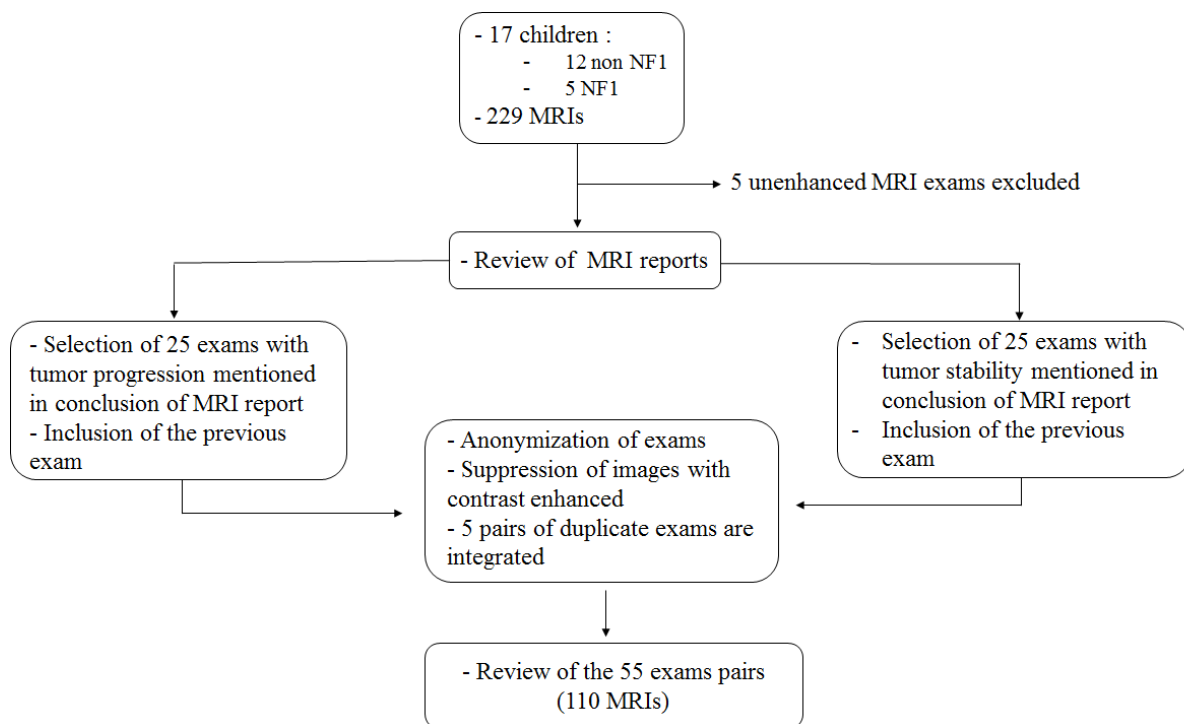 - 17 children :
- 12 non NF1
- 5 NF1
- 229 MRIs
5 unenhanced MRI exams excluded
- Review of MRI reports
- Selection of 25 exams with
tumor progression mentioned
in conclusion of MRI report
- Inclusion of the previous
exam
- Selection of 25 exams with
tumor stability mentioned in
conclusion of MRI report
- Inclusion of the previous
exam
- Anonymization of exams
- Suppression of images with
contrast enhanced
- 5 pairs of duplicate exams are
integrated
- Review of the 55 exams pairs
(110 MRIs)